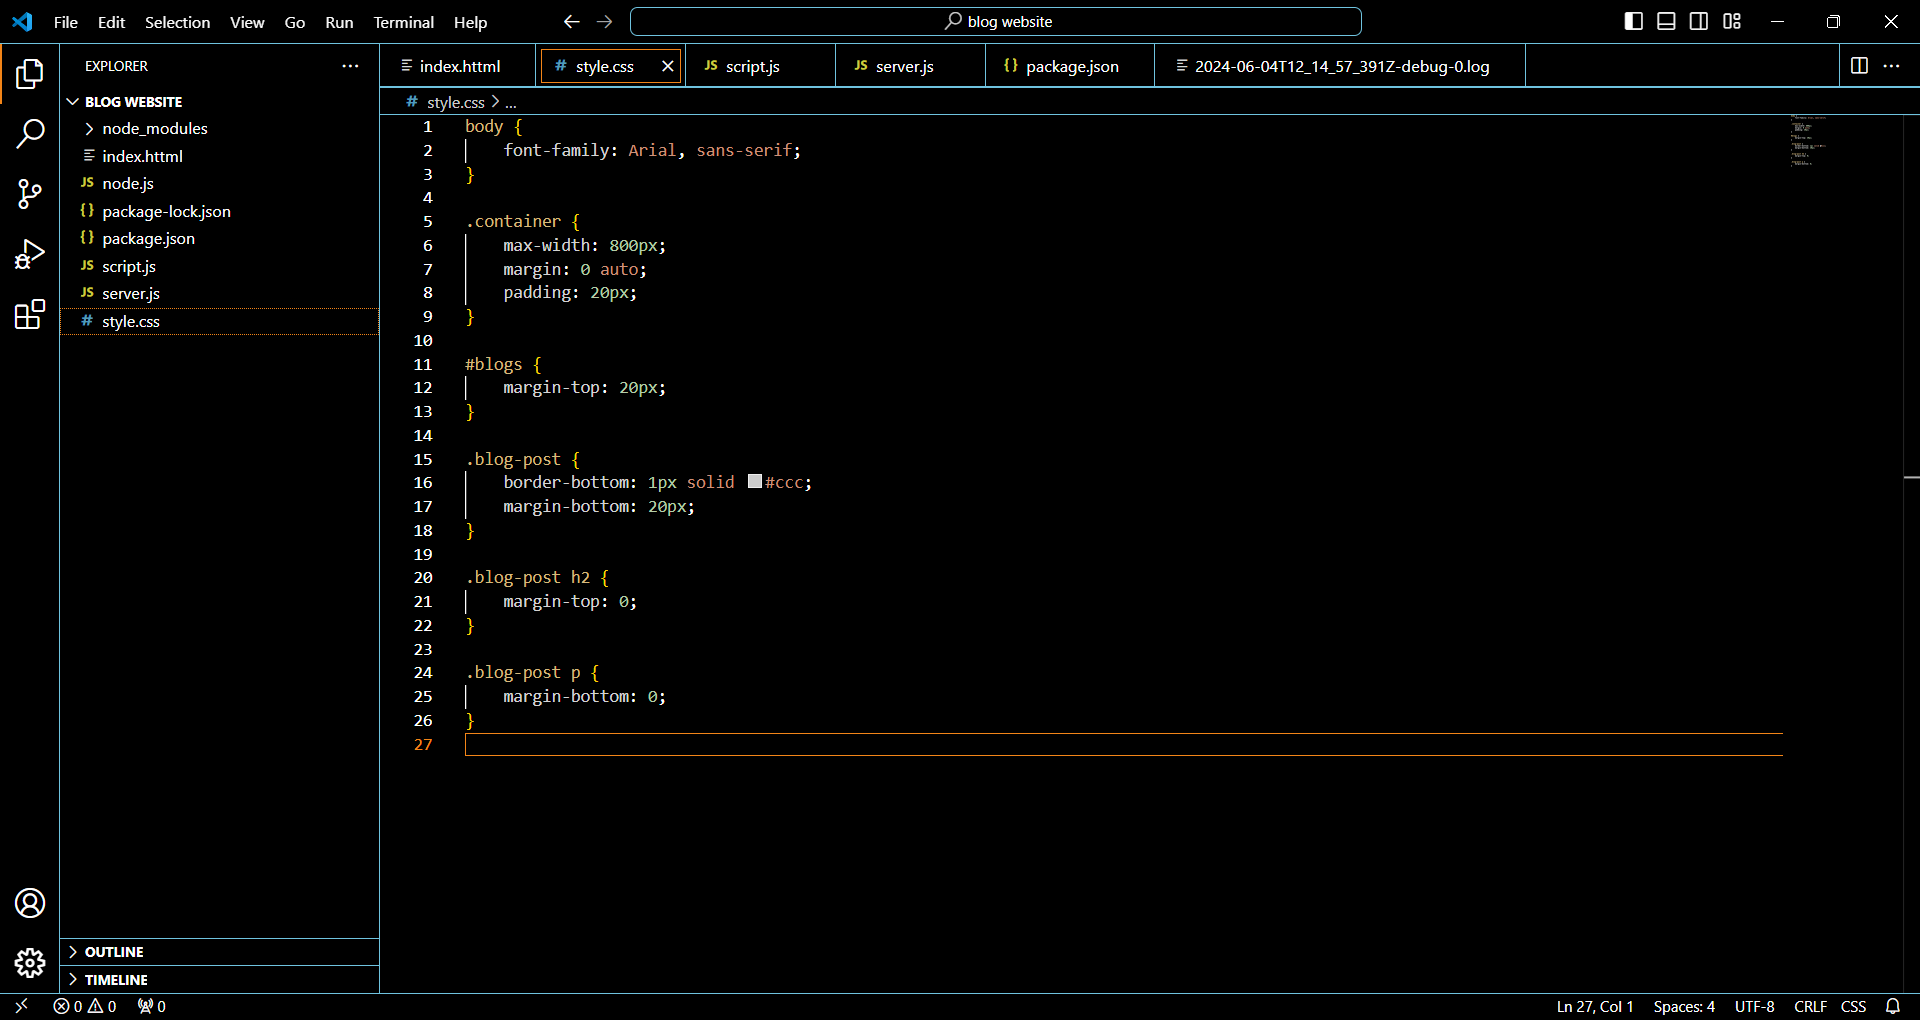 File Edit Selection View Go Run Terminal Help
blog website
EXPLORER
BLOG WEBSITE
node_modules
index.httml
JS node.js
{} package-lock.json
{} package.json
JS script.js
JS server.js
# style.css
OUTLINE
TIMELINE
index.httml
# style.css
JS script.js
JS server.js
{} package.json
2024-06-04T12_14_57_391Z-debug-0.log
# style.css > ...
1 body {
2 font-family: Arial, sans-serif;
3 }
4
5 .container {
6 max-width: 800px;
7 margin: 0 auto;
8 padding: 20px;
9 }
10
11 #blogs {
12 margin-top: 20px;
13 }
14
15 .blog-post {
16 border-bottom: 1px solid #ccc;
17 margin-bottom: 20px;
18 }
19
20 .blog-post h2 {
21 margin-top: 0;
22 }
23
24 .blog-post p {
25 margin-bottom: 0;
26 }
27
0 0 0
Ln 27, Col 1 Spaces: 4 UTF-8 CRLF CSS